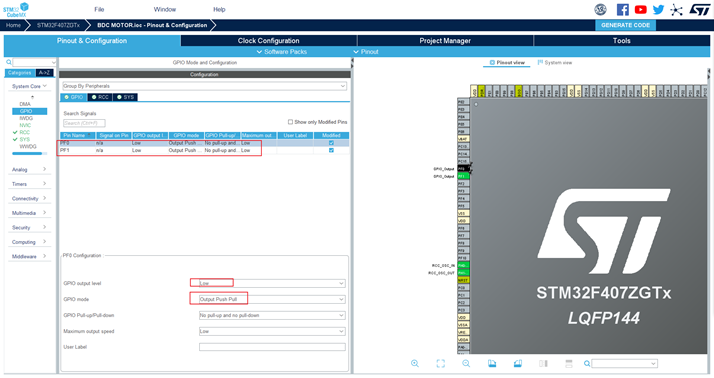 STM32
CubeMX
File
Window
Help
Home
STM32F407ZGTx
BDC MOTOR.ioc - Pinout & Configuration
GENERATE CODE
Pinout & Configuration
Clock Configuration
Project Manager
Tools
Software Packs
Pinout
GPIO Mode and Configuration
Pinout view
System view
Categories
A->Z
Configuration
System Core
Group By Peripherals
DMA
GPIO
IWDG
NVIC
RCC
SYS
WWDG
GPIO
RCC
SYS
Search Signals
Search (Ctrl+F)
Show only Modified Pins
Pin Name
Signal on Pin
GPIO output l...
GPIO mode
GPIO Pull-up/...
Maximum out...
User Label
Modified
PF0
n/a
Low
Output Push ...
No pull-up and...
Low
PF1
n/a
Low
Output Push ...
No pull-up and...
Low
Analog
Timers
Connectivity
Multimedia
Security
Computing
Middleware
PF0 Configuration
GPIO output level
Low
GPIO mode
Output Push Pull
GPIO Pull-up/Pull-down
No pull-up and no pull-down
Maximum output speed
Low
User Label
GPIO_Output
GPIO_Output
RCC_OSC_IN
RCC_OSC_OUT
ST
STM32F407ZGTx
LQFP144